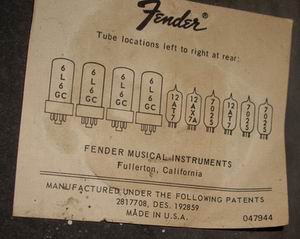 Fender®
Tube locations left to right at rear:
6L6GC 6L6GC 6L6GC 6L6GC 12AT7 12AX7A 7025 12AT7 7025 7025
FENDER MUSICAL INSTRUMENTS
Fullerton, California
MANUFACTURED UNDER THE FOLLOWING PATENTS
2817708, DES. 192859
MADE IN U.S.A.
047944